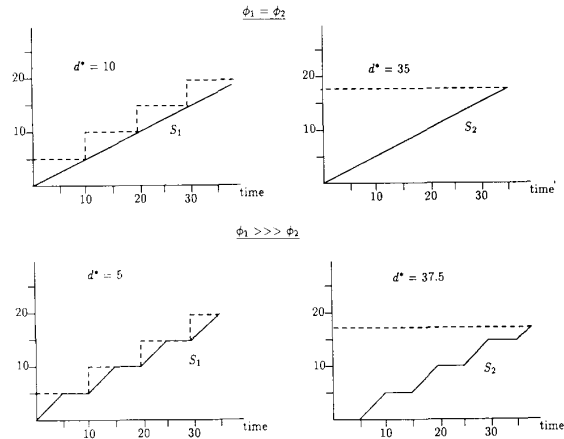 ϕ₁ = ϕ₂
d* = 10
20
10
S₁
10 20 30 time
d* = 35
20
10
S₂
10 20 30 time
ϕ₁ >>> ϕ₂
d* = 5
20
10
S₁
10 20 30 time
d* = 37.5
20
10
S₂
10 20 30 time